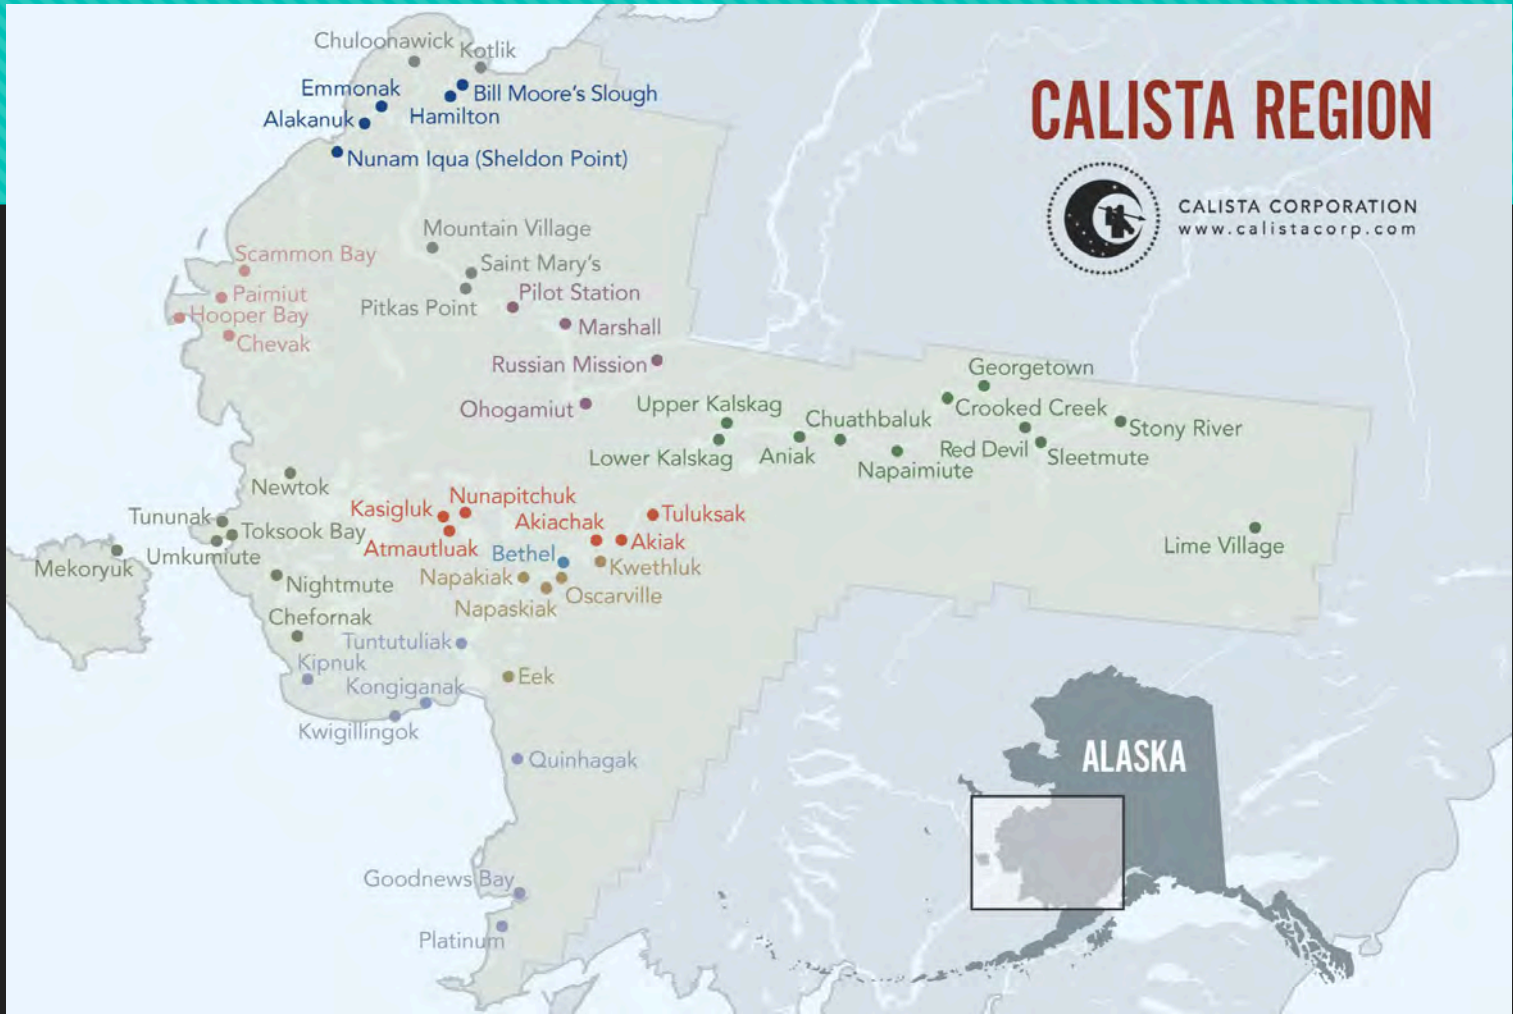 Chuloonawick
Kotlik
Emmonak
Bill Moore's Slough
Alakanuk
Hamilton
Nunam Iqua (Sheldon Point)
CALISTA REGION
CALISTA CORPORATION
www.calistacorp.com
Mountain Village
Saint Mary's
Scammon Bay
Paimiut
Pilot Station
Pitkas Point
Hooper Bay
Marshall
Chevak
Russian Mission
Georgetown
Ohogamiut
Upper Kalskag
Crooked Creek
Chuathbaluk
Stony River
Lower Kalskag
Aniak
Red Devil
Sleetmute
Napaimiute
Newtok
Nunapitchuk
Kasigluk
Tuluksak
Tununak
Akiachak
Toksook Bay
Akiak
Atmautluak
Lime Village
Umkumiute
Bethel
Mekoryuk
Kwethluk
Napakiak
Nightmute
Oscarville
Napaskiak
Chefornak
Tuntutuliak
Kipnuk
Eek
Kongiganak
Kwigillingok
Quinhagak
ALASKA
Goodnews Bay
Platinum